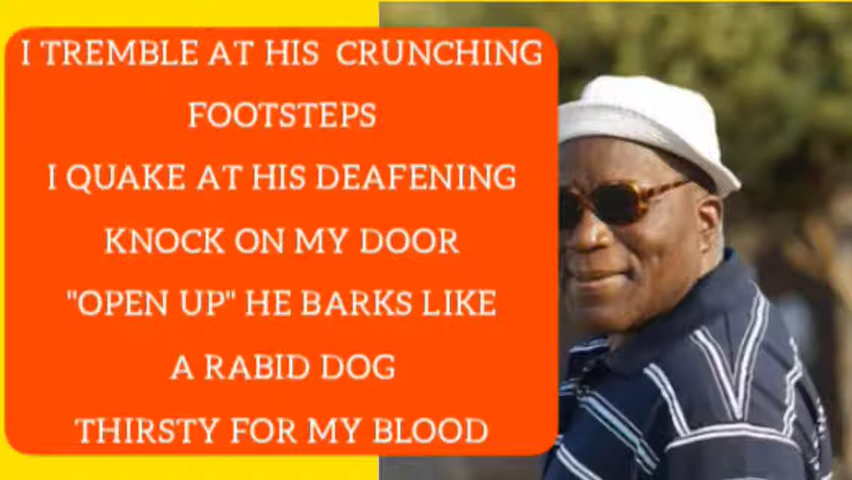 I TREMBLE AT HIS CRUNCHING
FOOTSTEPS
I QUAKE AT HIS DEAFENING
KNOCK ON MY DOOR
"OPEN UP" HE BARKS LIKE
A RABID DOG
THIRSTY FOR MY BLOOD